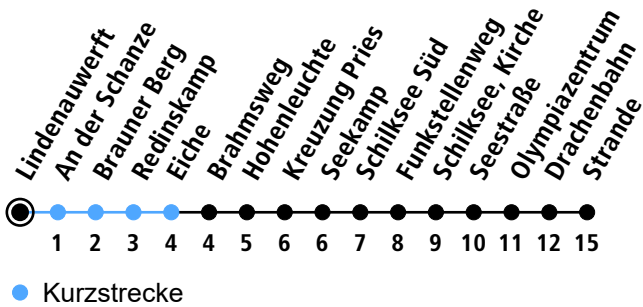 Lindenauwerft
An der Schanze
Brauner Berg
Redinskamp
Eiche
Brahmsweg
Hohenleuchte
Kreuzung Pries
Seekamp
Schilksee Süd
Funkstellenweg
Schilksee, Kirche
Seestraße
Olympiazentrum
Drachenbahn
Strande
1 2 3 4 4 5 6 6 7 8 9 10 11 12 15
Kurzstrecke